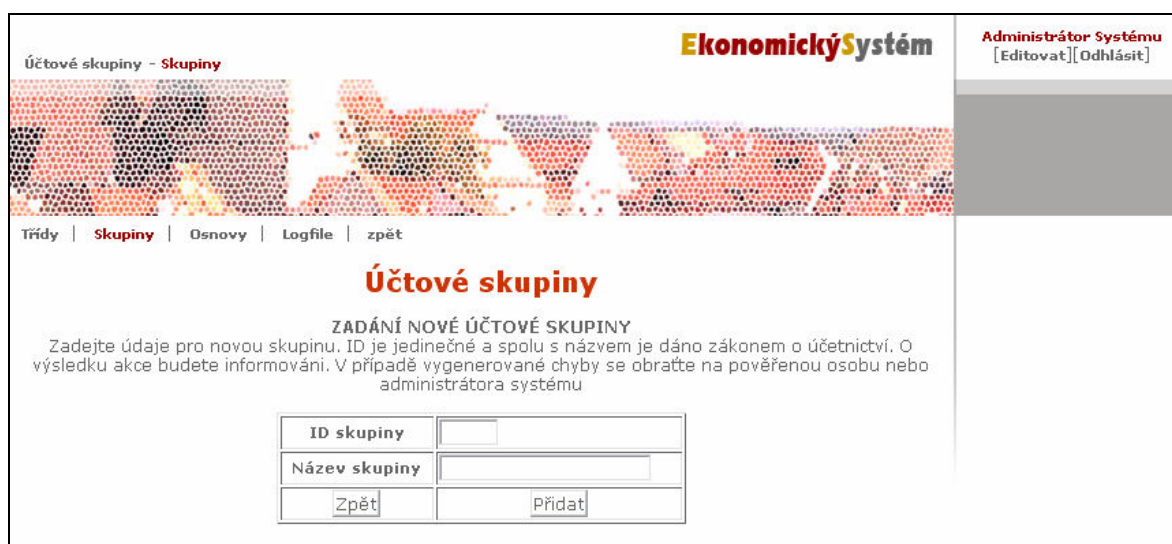 EkonomickýSystém
Administrátor Systému
[Editovat][Odhlásit]
Účtové skupiny - Skupiny
Třídy | Skupiny | Osnovy | Logfile | zpět
Účtové skupiny
ZADÁNÍ NOVÉ ÚČTOVÉ SKUPINY
Zadejte údaje pro novou skupinu. ID je jedinečné a spolu s názvem je dáno zákonem o účetnictví. O
výsledku akce budete informováni. V případě vygenerované chyby se obraťte na pověřenou osobu nebo
administrátora systému
ID skupiny
Název skupiny
Zpět Přidat